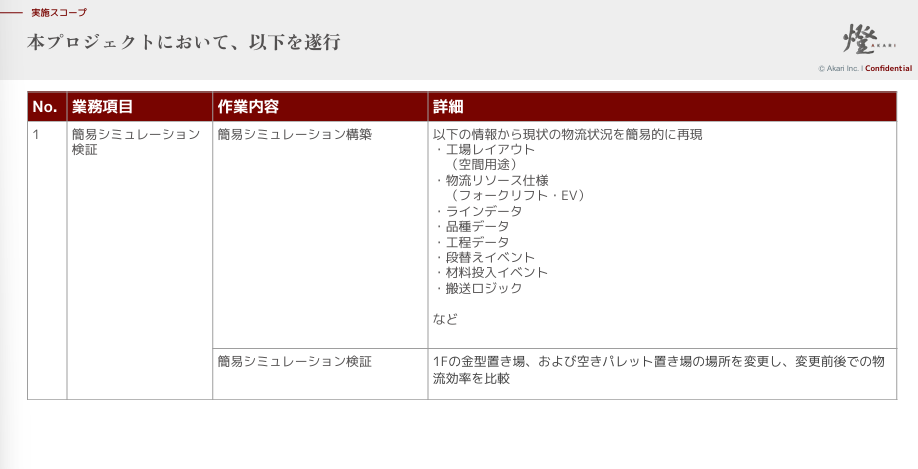 実施スコープ
本プロジェクトにおいて、以下を遂行
燈 AKARI
© Akari Inc. | Confidential
No. 業務項目 作業内容 詳細
1 簡易シミュレーション 簡易シミュレーション構築 以下の情報から現状の物流状況を簡易的に再現
検証 ・工場レイアウト
（空間用途）
・物流リソース仕様
（フォークリフト・EV）
・ラインデータ
・品種データ
・工程データ
・段替えイベント
・材料投入イベント
・搬送ロジック
など
簡易シミュレーション検証 1Fの金型置き場、および空きパレット置き場の場所を変更し、変更前後での物
流効率を比較